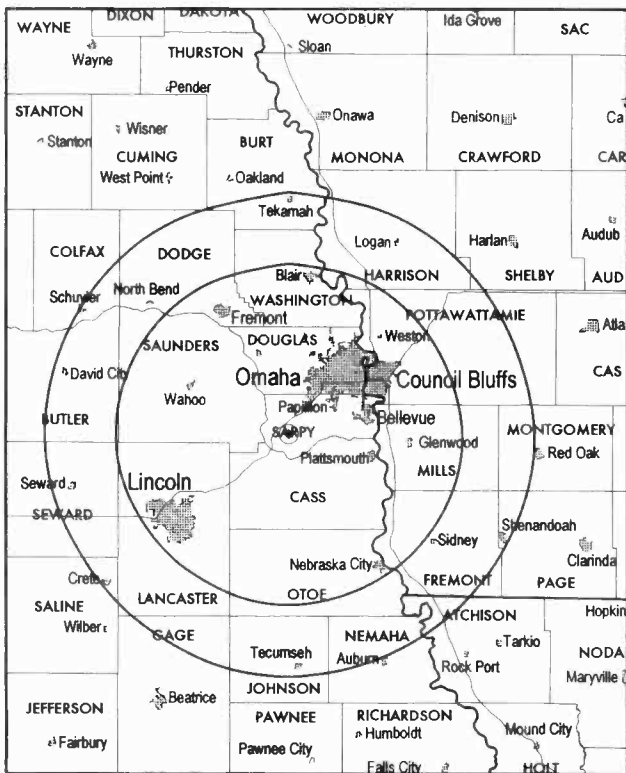 DIXON
DAKOTA
WOODBURY
Ida Grove
SAC
WAYNE
Wayne
THURSTON
Sloan
Pender
STANTON
Stanton
Wisner
CUMING
West Point
BURT
Oakland
Onawa
MONONA
Denison
CRAWFORD
Ca
CAR
Tekamah
COLFAX
DODGE
Logan
Harlan
Audub
Blair
HARRISON
SHELBY
AUD
Schuyler
North Bend
WASHINGTON
Fremont
POTTAWATTAMIE
SAUNDERS
DOUGLAS
Weston
Atla
David City
Omaha
Council Bluffs
CAS
Wahoo
Papillion
BUTLER
Bellevue
SARPY
MONTGOMERY
Glenwood
Red Oak
Plattsmouth
MILLS
Seward
Lincoln
CASS
SEWARD
Shenandoah
Sidney
Clarinda
Nebraska City
Crete
FREMONT
PAGE
LANCASTER
OTOE
SALINE
ATCHISON
Hopkin
Wilber
GAGE
NEMAHA
Tarkio
NODA
Tecumseh
Auburn
Rock Port
Maryville
JOHNSON
Beatrice
JEFFERSON
PAWNEE
RICHARDSON
Humboldt
Mound City
Fairbury
Pawnee City
Falls City
HOLT